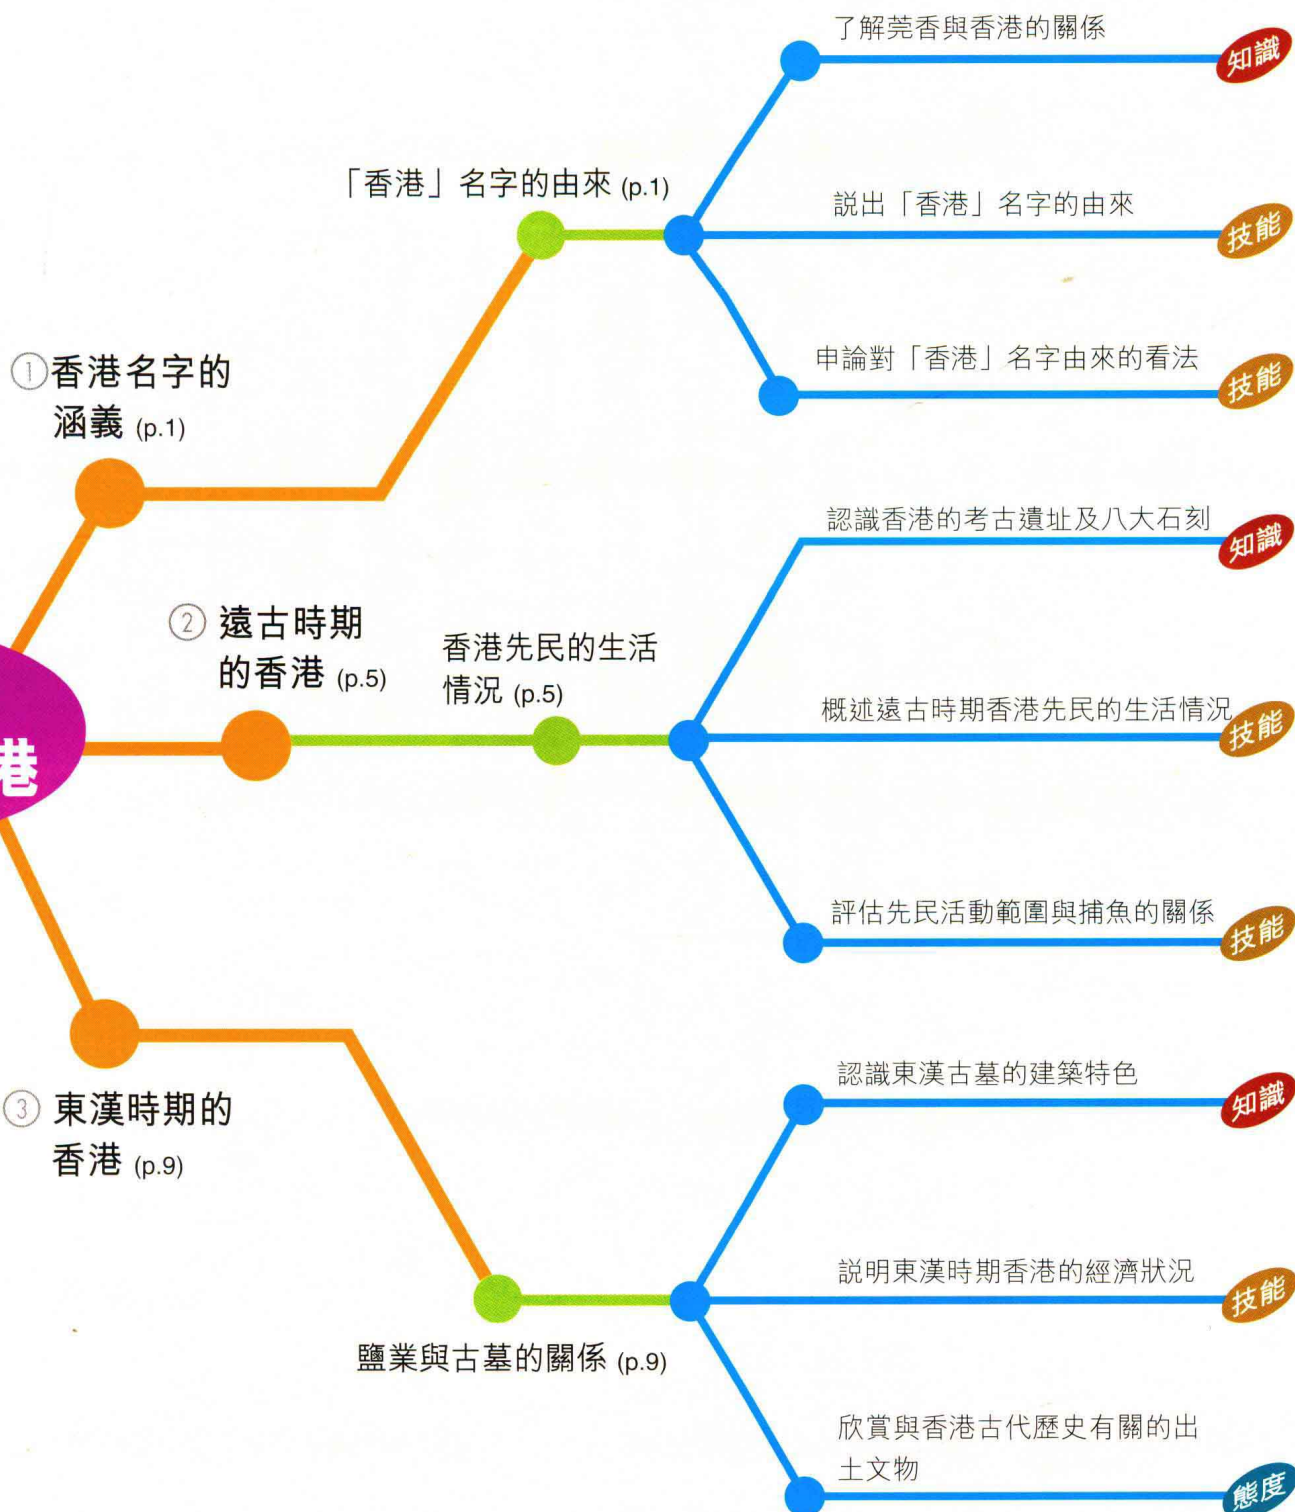 了解莞香與香港的關係
知識
「香港」名字的由來 (p.1)
説出「香港」名字的由來
技能
①香港名字的
涵義 (p.1)
申論對「香港」名字由來的看法
技能
認識香港的考古遺址及八大石刻
知識
② 遠古時期
的香港 (p.5)
香港先民的生活
情況 (p.5)
概述遠古時期香港先民的生活情況
技能
港
評估先民活動範圍與捕魚的關係
技能
③ 東漢時期的
香港 (p.9)
認識東漢古墓的建築特色
知識
説明東漢時期香港的經濟狀況
技能
鹽業與古墓的關係 (p.9)
欣賞與香港古代歷史有關的出
土文物
態度